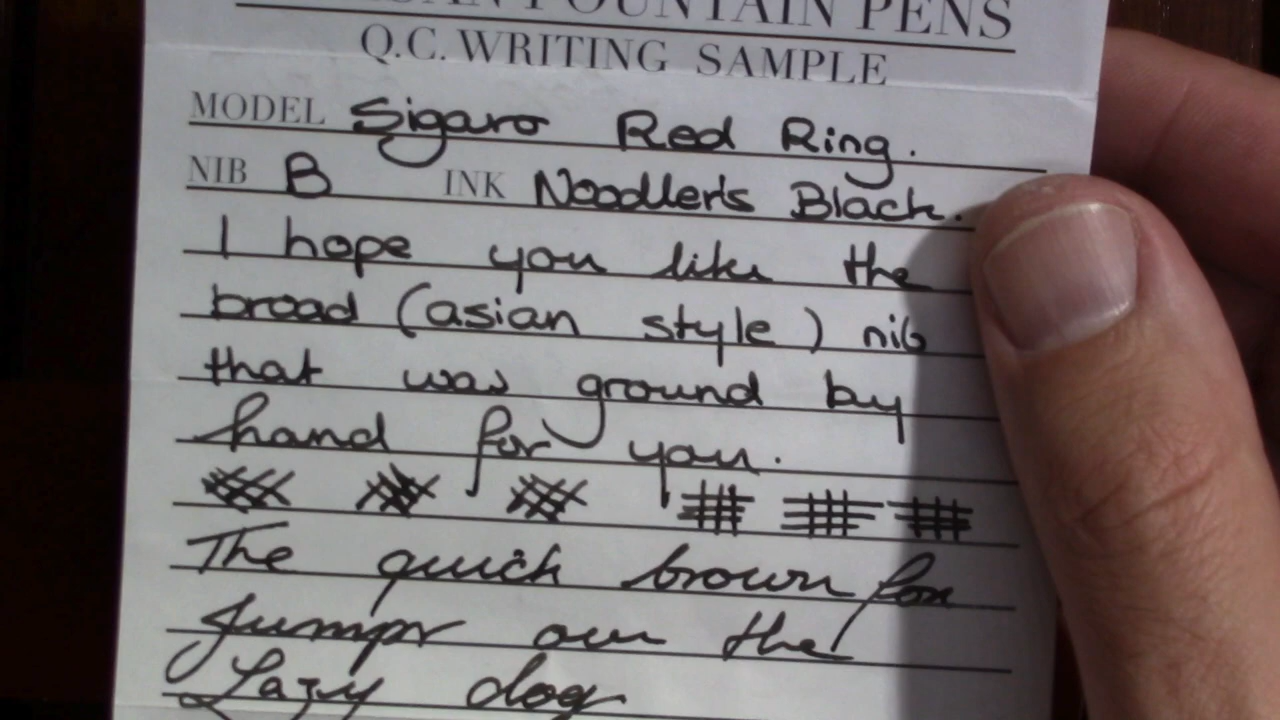 FOUNTAIN PENS
Q.C. WRITING SAMPLE
MODEL Sigaro Red Ring.
NIB B INK Noodler's Black.
I hope you like the
broad (asian style) nib
that was ground by
hand for you.
The quick brown fox
Jumps over the
Lazy dog